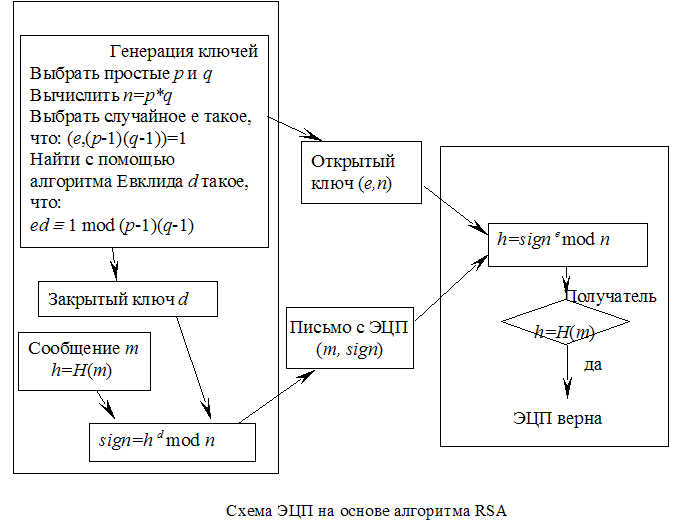 Генерация ключей
Выбрать простые p и q
Вычислить n=p*q
Выбрать случайное e такое,
что: (e,(p-1)(q-1))=1
Найти с помощью
алгоритма Евклида d такое,
что:
ed ≡ 1 mod (p-1)(q-1)
Открытый
ключ (e,n)
Закрытый ключ d
Сообщение m
h=H(m)
sign=h^d mod n
Письмо с ЭЦП
(m, sign)
h=sign^e mod n
Получатель
h=H(m)
да
ЭЦП верна
Схема ЭЦП на основе алгоритма RSA